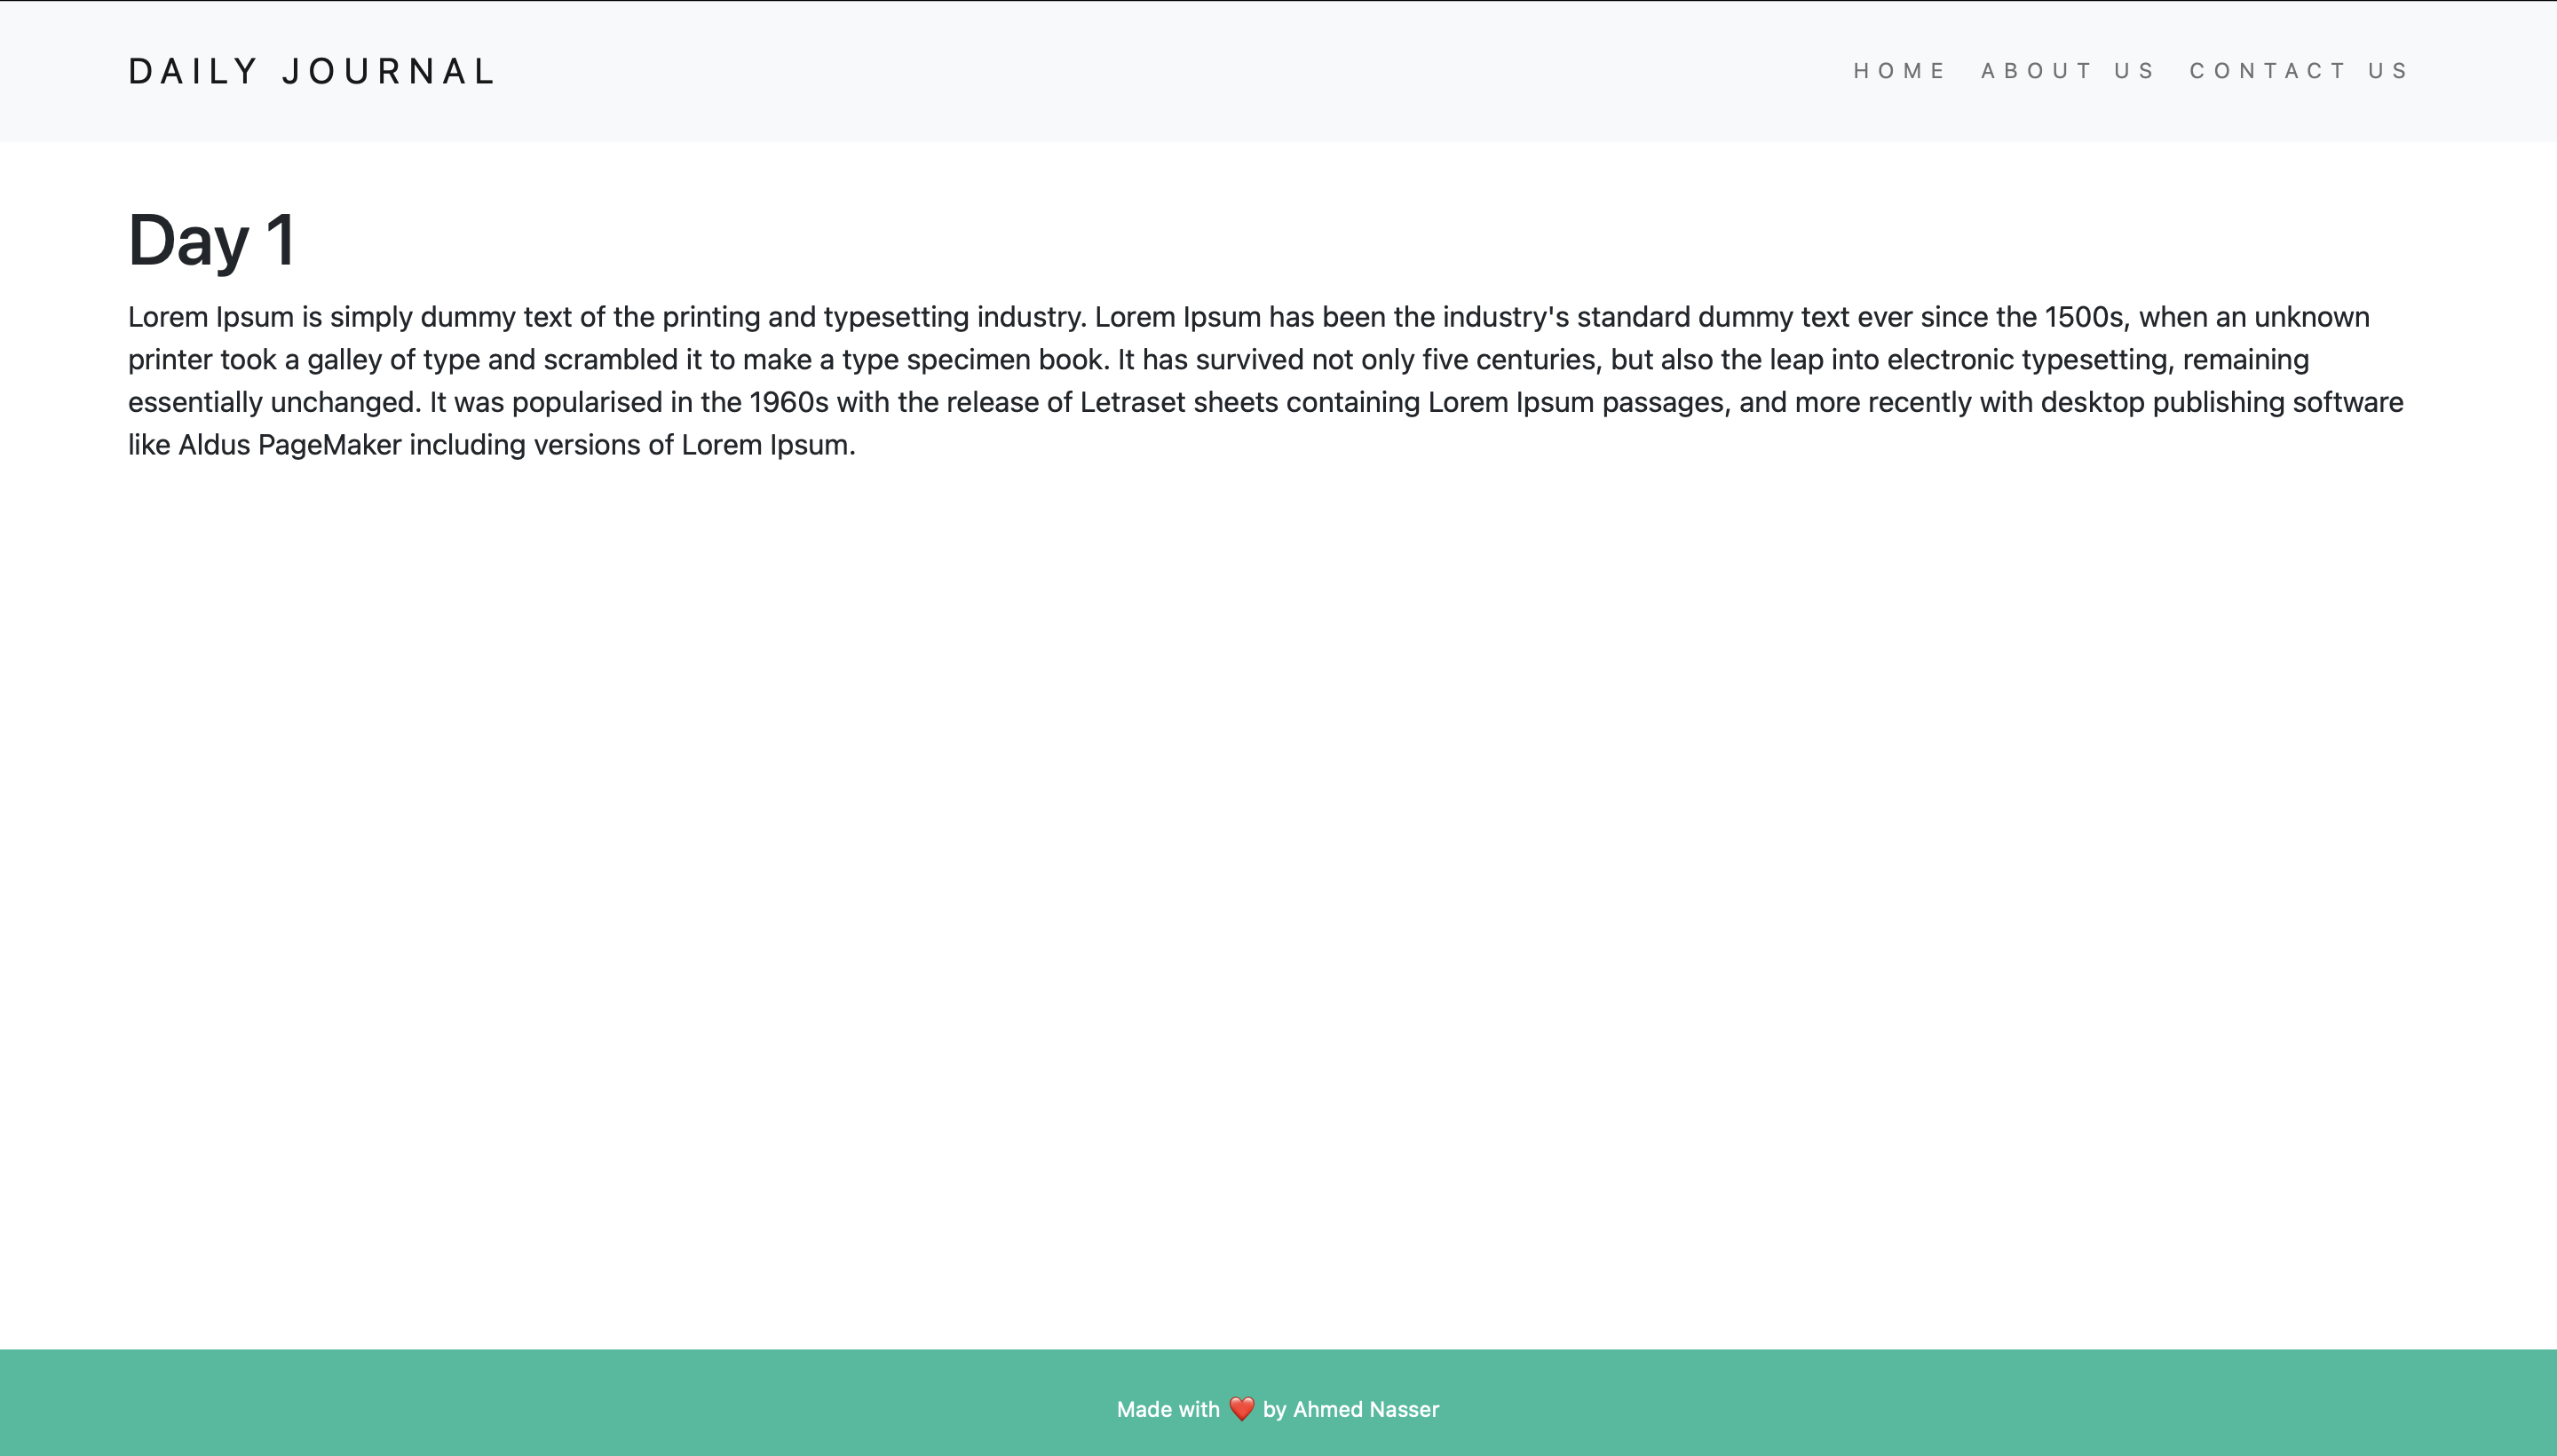 DAILY JOURNAL
HOME ABOUT US CONTACT US
Day 1
Lorem Ipsum is simply dummy text of the printing and typesetting industry. Lorem Ipsum has been the industry's standard dummy text ever since the 1500s, when an unknown
printer took a galley of type and scrambled it to make a type specimen book. It has survived not only five centuries, but also the leap into electronic typesetting, remaining
essentially unchanged. It was popularised in the 1960s with the release of Letraset sheets containing Lorem Ipsum passages, and more recently with desktop publishing software
like Aldus PageMaker including versions of Lorem Ipsum.
Made with ❤️ by Ahmed Nasser